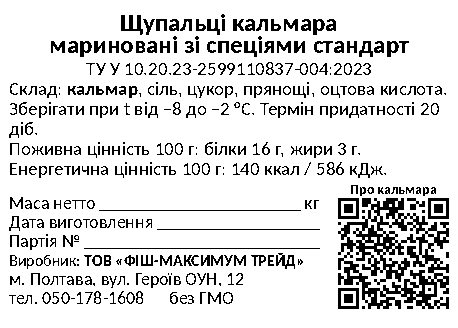 Щупальці кальмара
мариновані зі спеціями стандарт
ТУ У 10.20.23-2599110837-004:2023
Склад: кальмар, сіль, цукор, прянощі, оцтова кислота.
Зберігати при t від –8 до –2 °С. Термін придатності 20
діб.
Поживна цінність 100 г: білки 16 г, жири 3 г.
Енергетична цінність 100 г: 140 ккал / 586 кДж.
Про кальмара
Маса нетто ______________________ кг
Дата виготовлення _________________
Партія № _________________________
Виробник: ТОВ «ФІШ-МАКСИМУМ ТРЕЙД»
м. Полтава, вул. Героїв ОУН, 12
тел. 050-178-1608 без ГМО